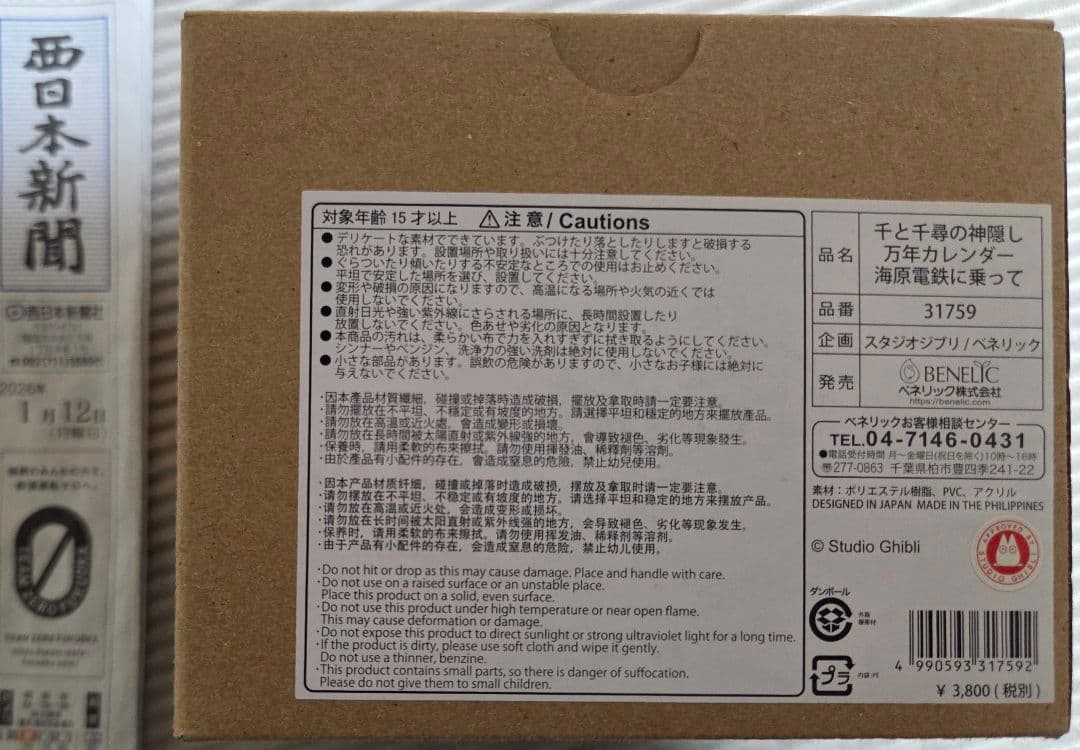 西日本新聞
西日本新聞社
2026年
1月12日
(月曜日)
対象年齢 15才以上 注意/ Cautions
● デリケートな素材でできています。ぶつけたり落としたりしますと破損する
恐れがあります。設置場所や取り扱いには十分注意してください。
● ぐらついたり傾いたりする不安定なところでの使用はお止めください。
平坦で安定した場所を選び、設置してください。
● 変形や破損の原因になりますので、高温になる場所や火気の近くでは
使用しないでください。
● 直射日光や強い紫外線にさらされる場所に、長時間設置したり
放置しないでください。色あせや劣化の原因となります。
● 本商品の汚れは、柔らかい布で力を入れすぎずに拭き取るようにしてください。
シンナーやベンジン、洗浄力の強い洗剤は絶対に使用しないでください。
● 小さな部品があります。誤飲の危険がありますので、小さなお子様には絶対に
与えないでください。
·因本產品材質纖細，碰撞或掉落時造成破損，擺放及拿取時請一定要注意。
·請勿擺放在不平坦、不穩定或有坡度的地方。請選擇平坦和穩定的地方來擺放產品。
·請勿放在高溫或近火處，會造成變形或損壞。
·請勿放在長時間被太陽直射或紫外線強的地方，會導致褪色、劣化等現象發生。
·保養時，請用柔軟的布來擦拭。請勿使用揮發油、稀釋劑等溶劑。
·由於產品有小配件的存在，會造成窒息的危險，禁止幼兒使用。
·因本产品材质纤细，碰撞或掉落时造成破损，摆放及拿取时请一定要注意。
·请勿摆放在不平坦、不稳定或有坡度的地方。请选择平坦和稳定的地方来摆放产品。
·请勿放在高温或近火处，会造成变形或损坏。
·请勿放在长时间被太阳直射或紫外线强的地方，会导致褪色、劣化等现象发生。
·保养时，请用柔软的布来擦拭。请勿使用挥发油、稀释剂等溶剂。
·由于产品有小配件的存在，会造成窒息的危险，禁止幼儿使用。
·Do not hit or drop as this may cause damage. Place and handle with care.
·Do not use on a raised surface or an unstable place.
Place this product on a solid, even surface.
·Do not use this product under high temperature or near open flame.
This may cause deformation or damage.
·Do not expose this product to direct sunlight or strong ultraviolet light for a long time.
·If the product is dirty, please use soft cloth and wipe it gently.
Do not use a thinner, benzine.
·This product contains small parts, so there is danger of suffocation.
Please do not give them to small children.
品名 千と千尋の神隠し
万年カレンダー
海原電鉄に乗って
品番 31759
企画 スタジオジブリ/ベネリック
発売 BENELIC
ベネリック株式会社
https://benelic.com
ベネリックお客様相談センター
TEL.04-7146-0431
●電話受付時間 月〜金曜日(祝日を除く)10時〜16時
〒277-0863 千葉県柏市豊四季241-22
素材：ポリエステル樹脂、PVC、アクリル
DESIGNED IN JAPAN MADE IN THE PHILIPPINES
© Studio Ghibli
APPROVED BY STUDIO GHIBLI
ダンボール
外箱
緩衝材
プラ
4 990593 317592
¥ 3,800 (税別)